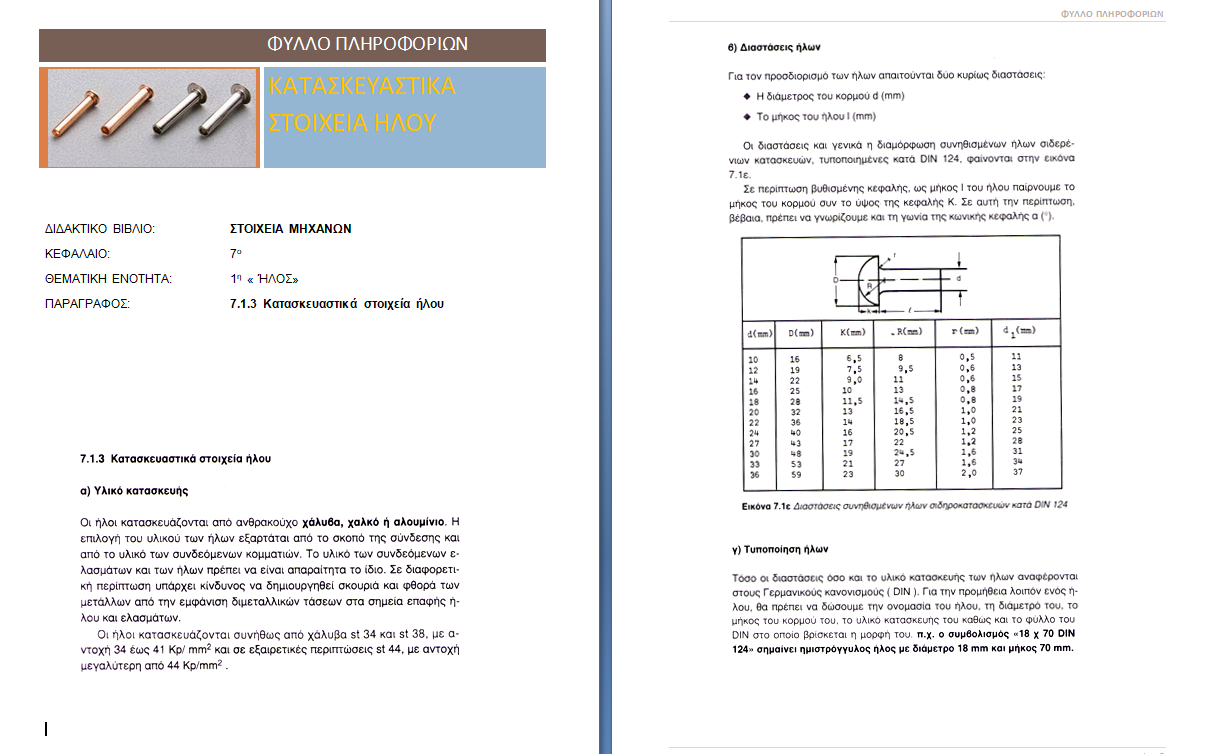 ΦΥΛΛΟ ΠΛΗΡΟΦΟΡΙΩΝ
ΚΑΤΑΣΚΕΥΑΣΤΙΚΑ
ΣΤΟΙΧΕΙΑ ΗΛΟΥ
ΔΙΔΑΚΤΙΚΟ ΒΙΒΛΙΟ: ΣΤΟΙΧΕΙΑ ΜΗΧΑΝΩΝ
ΚΕΦΑΛΑΙΟ: 7ο
ΘΕΜΑΤΙΚΗ ΕΝΟΤΗΤΑ: 1η « ΉΛΟΣ»
ΠΑΡΑΓΡΑΦΟΣ: 7.1.3 Κατασκευαστικά στοιχεία ήλου
7.1.3 Κατασκευαστικά στοιχεία ήλου
α) Υλικό κατασκευής
Οι ήλοι κατασκευάζονται από ανθρακούχο χάλυβα, χαλκό ή αλουμίνιο. Η
επιλογή του υλικού των ήλων εξαρτάται από το σκοπό της σύνδεσης και
από το υλικό των συνδεόμενων κομματιών. Το υλικό των συνδεόμενων ε-
λασμάτων και των ήλων πρέπει να είναι απαραίτητα το ίδιο. Σε διαφορετι-
κή περίπτωση υπάρχει κίνδυνος να δημιουργηθεί σκουριά και φθορά των
μετάλλων από την εμφάνιση διμεταλλικών τάσεων στα σημεία επαφής ή-
λου και ελασμάτων.
Οι ήλοι κατασκευάζονται συνήθως από χάλυβα st 34 και st 38, με α-
ντοχή 34 έως 41 Kp/ mm² και σε εξαιρετικές περιπτώσεις st 44, με αντοχή
μεγαλύτερη από 44 Kp/mm² .
ΦΥΛΛΟ ΠΛΗΡΟΦΟΡΙΩΝ
β) Διαστάσεις ήλων
Για τον προσδιορισμό των ήλων απαιτούνται δύο κυρίως διαστάσεις:
◆ Η διάμετρος του κορμού d (mm)
◆ Το μήκος του ήλου l (mm)
Οι διαστάσεις και γενικά η διαμόρφωση συνηθισμένων ήλων σιδερέ-
νιων κατασκευών, τυποποιημένες κατά DIN 124, φαίνονται στην εικόνα
7.1ε.
Σε περίπτωση βυθισμένης κεφαλής, ως μήκος l του ήλου παίρνουμε το
μήκος του κορμού συν το ύψος της κεφαλής Κ. Σε αυτή την περίπτωση,
βέβαια, πρέπει να γνωρίζουμε και τη γωνία της κωνικής κεφαλής α (°).
r
D R d
k l
d(mm) D(mm) K(mm) R(mm) r(mm) d1(mm)
10 16 6,5 8 0,5 11
12 19 7,5 9,5 0,6 13
14 22 9,0 11 0,6 15
16 25 10 13 0,8 17
18 28 11,5 14,5 0,8 19
20 32 13 16,5 1,0 21
22 36 14 18,5 1,0 23
24 40 16 20,5 1,2 25
27 43 17 22 1,2 28
30 48 19 24,5 1,6 31
33 53 21 27 1,6 34
36 59 23 30 2,0 37
Εικόνα 7.1ε Διαστάσεις συνηθισμένων ήλων σιδηροκατασκευών κατά DIN 124
γ) Τυποποίηση ήλων
Τόσο οι διαστάσεις όσο και το υλικό κατασκευής των ήλων αναφέρονται
στους Γερμανικούς κανονισμούς ( DIN ). Για την προμήθεια λοιπόν ενός ή-
λου, θα πρέπει να δώσουμε την ονομασία του ήλου, τη διάμετρό του, το
μήκος του κορμού του, το υλικό κατασκευής του καθώς και το φύλλο του
DIN στο οποίο βρίσκεται η μορφή του. π.χ. ο συμβολισμός «18 χ 70 DIN
124» σημαίνει ημιστρόγγυλος ήλος με διάμετρο 18 mm και μήκος 70 mm.